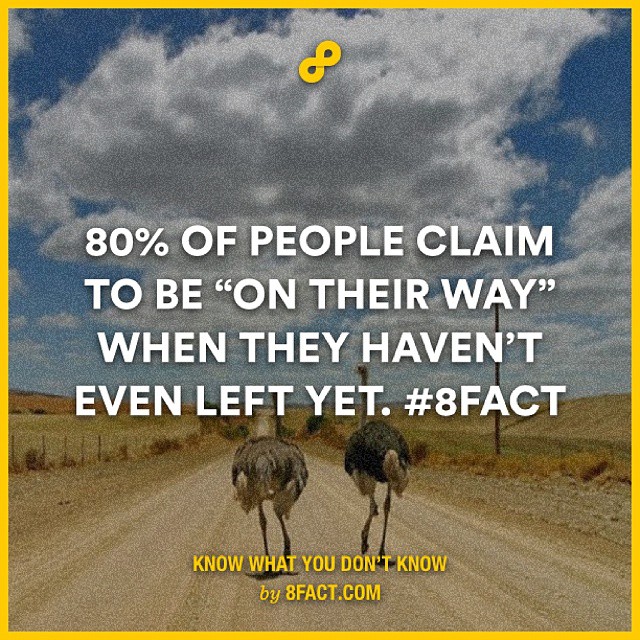 80% OF PEOPLE CLAIM
TO BE “ON THEIR WAY”
WHEN THEY HAVEN’T
EVEN LEFT YET. #8FACT
KNOW WHAT YOU DON’T KNOW
by 8FACT.COM